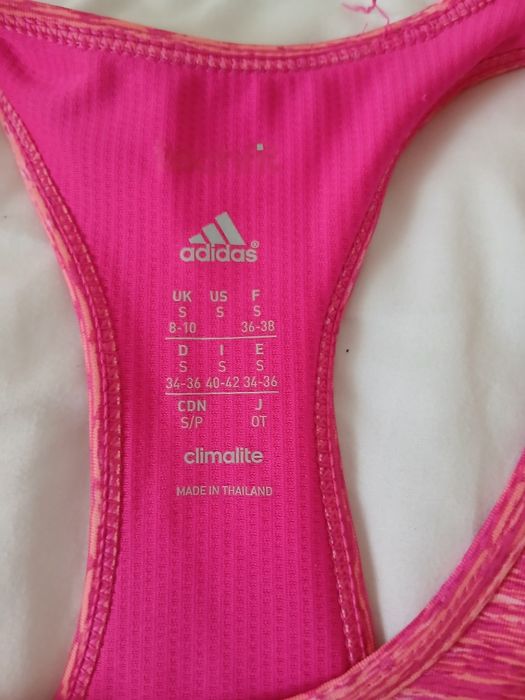 adidas®
UK US F
S S S
8-10 36-38
D I E
S S S
34-36 40-42 34-36
CDN J
S/P OT
climalite
MADE IN THAILAND